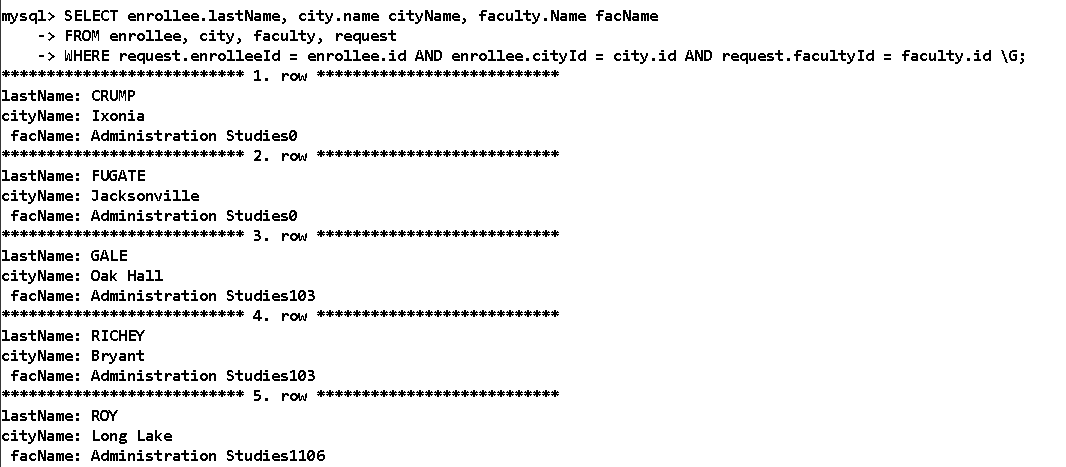 mysql> SELECT enrollee.lastName, city.name cityName, faculty.Name facName
    -> FROM enrollee, city, faculty, request
    -> WHERE request.enrolleeId = enrollee.id AND enrollee.cityId = city.id AND request.facultyId = faculty.id \G;
*************************** 1. row ***************************
lastName: CRUMP
cityName: Ixonia
 facName: Administration Studies0
*************************** 2. row ***************************
lastName: FUGATE
cityName: Jacksonville
 facName: Administration Studies0
*************************** 3. row ***************************
lastName: GALE
cityName: Oak Hall
 facName: Administration Studies103
*************************** 4. row ***************************
lastName: RICHEY
cityName: Bryant
 facName: Administration Studies103
*************************** 5. row ***************************
lastName: ROY
cityName: Long Lake
 facName: Administration Studies1106